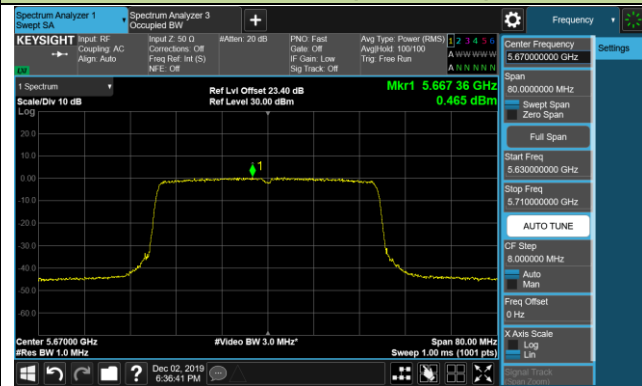 Spectrum Analyzer 1
Swept SA
Spectrum Analyzer 3
Occupied BW
Frequency
KEYSIGHT
Input: RF
Coupling: AC
Align: Auto
Input Z: 50 Ω
Corrections: Off
Freq Ref: Int (S)
NFE: Off
#Atten: 20 dB
PNO: Fast
Gate: Off
IF Gain: Low
Sig Track: Off
Avg Type: Power (RMS)
Avg|Hold: 100/100
Trig: Free Run
1 2 3 4 5 6
A W W W W W
A N N N N N
LXI
1 Spectrum
Scale/Div 10 dB
Log
Ref Lvl Offset 23.40 dB
Ref Level 30.00 dBm
Mkr1 5.667 36 GHz
0.465 dBm
1
20.0
10.0
0.00
-10.0
-20.0
-30.0
-40.0
-50.0
-60.0
Center 5.67000 GHz
#Res BW 1.0 MHz
#Video BW 3.0 MHz*
Span 80.00 MHz
Sweep 1.00 ms (1001 pts)
Dec 02, 2019
6:36:41 PM
Center Frequency
5.67000000 GHz
Settings
Span
80.0000000 MHz
Swept Span
Zero Span
Full Span
Start Freq
5.63000000 GHz
Stop Freq
5.71000000 GHz
AUTO TUNE
CF Step
8.000000 MHz
Auto
Man
Freq Offset
0 Hz
X Axis Scale
Log
Lin
Signal Track
(Span Zoom)